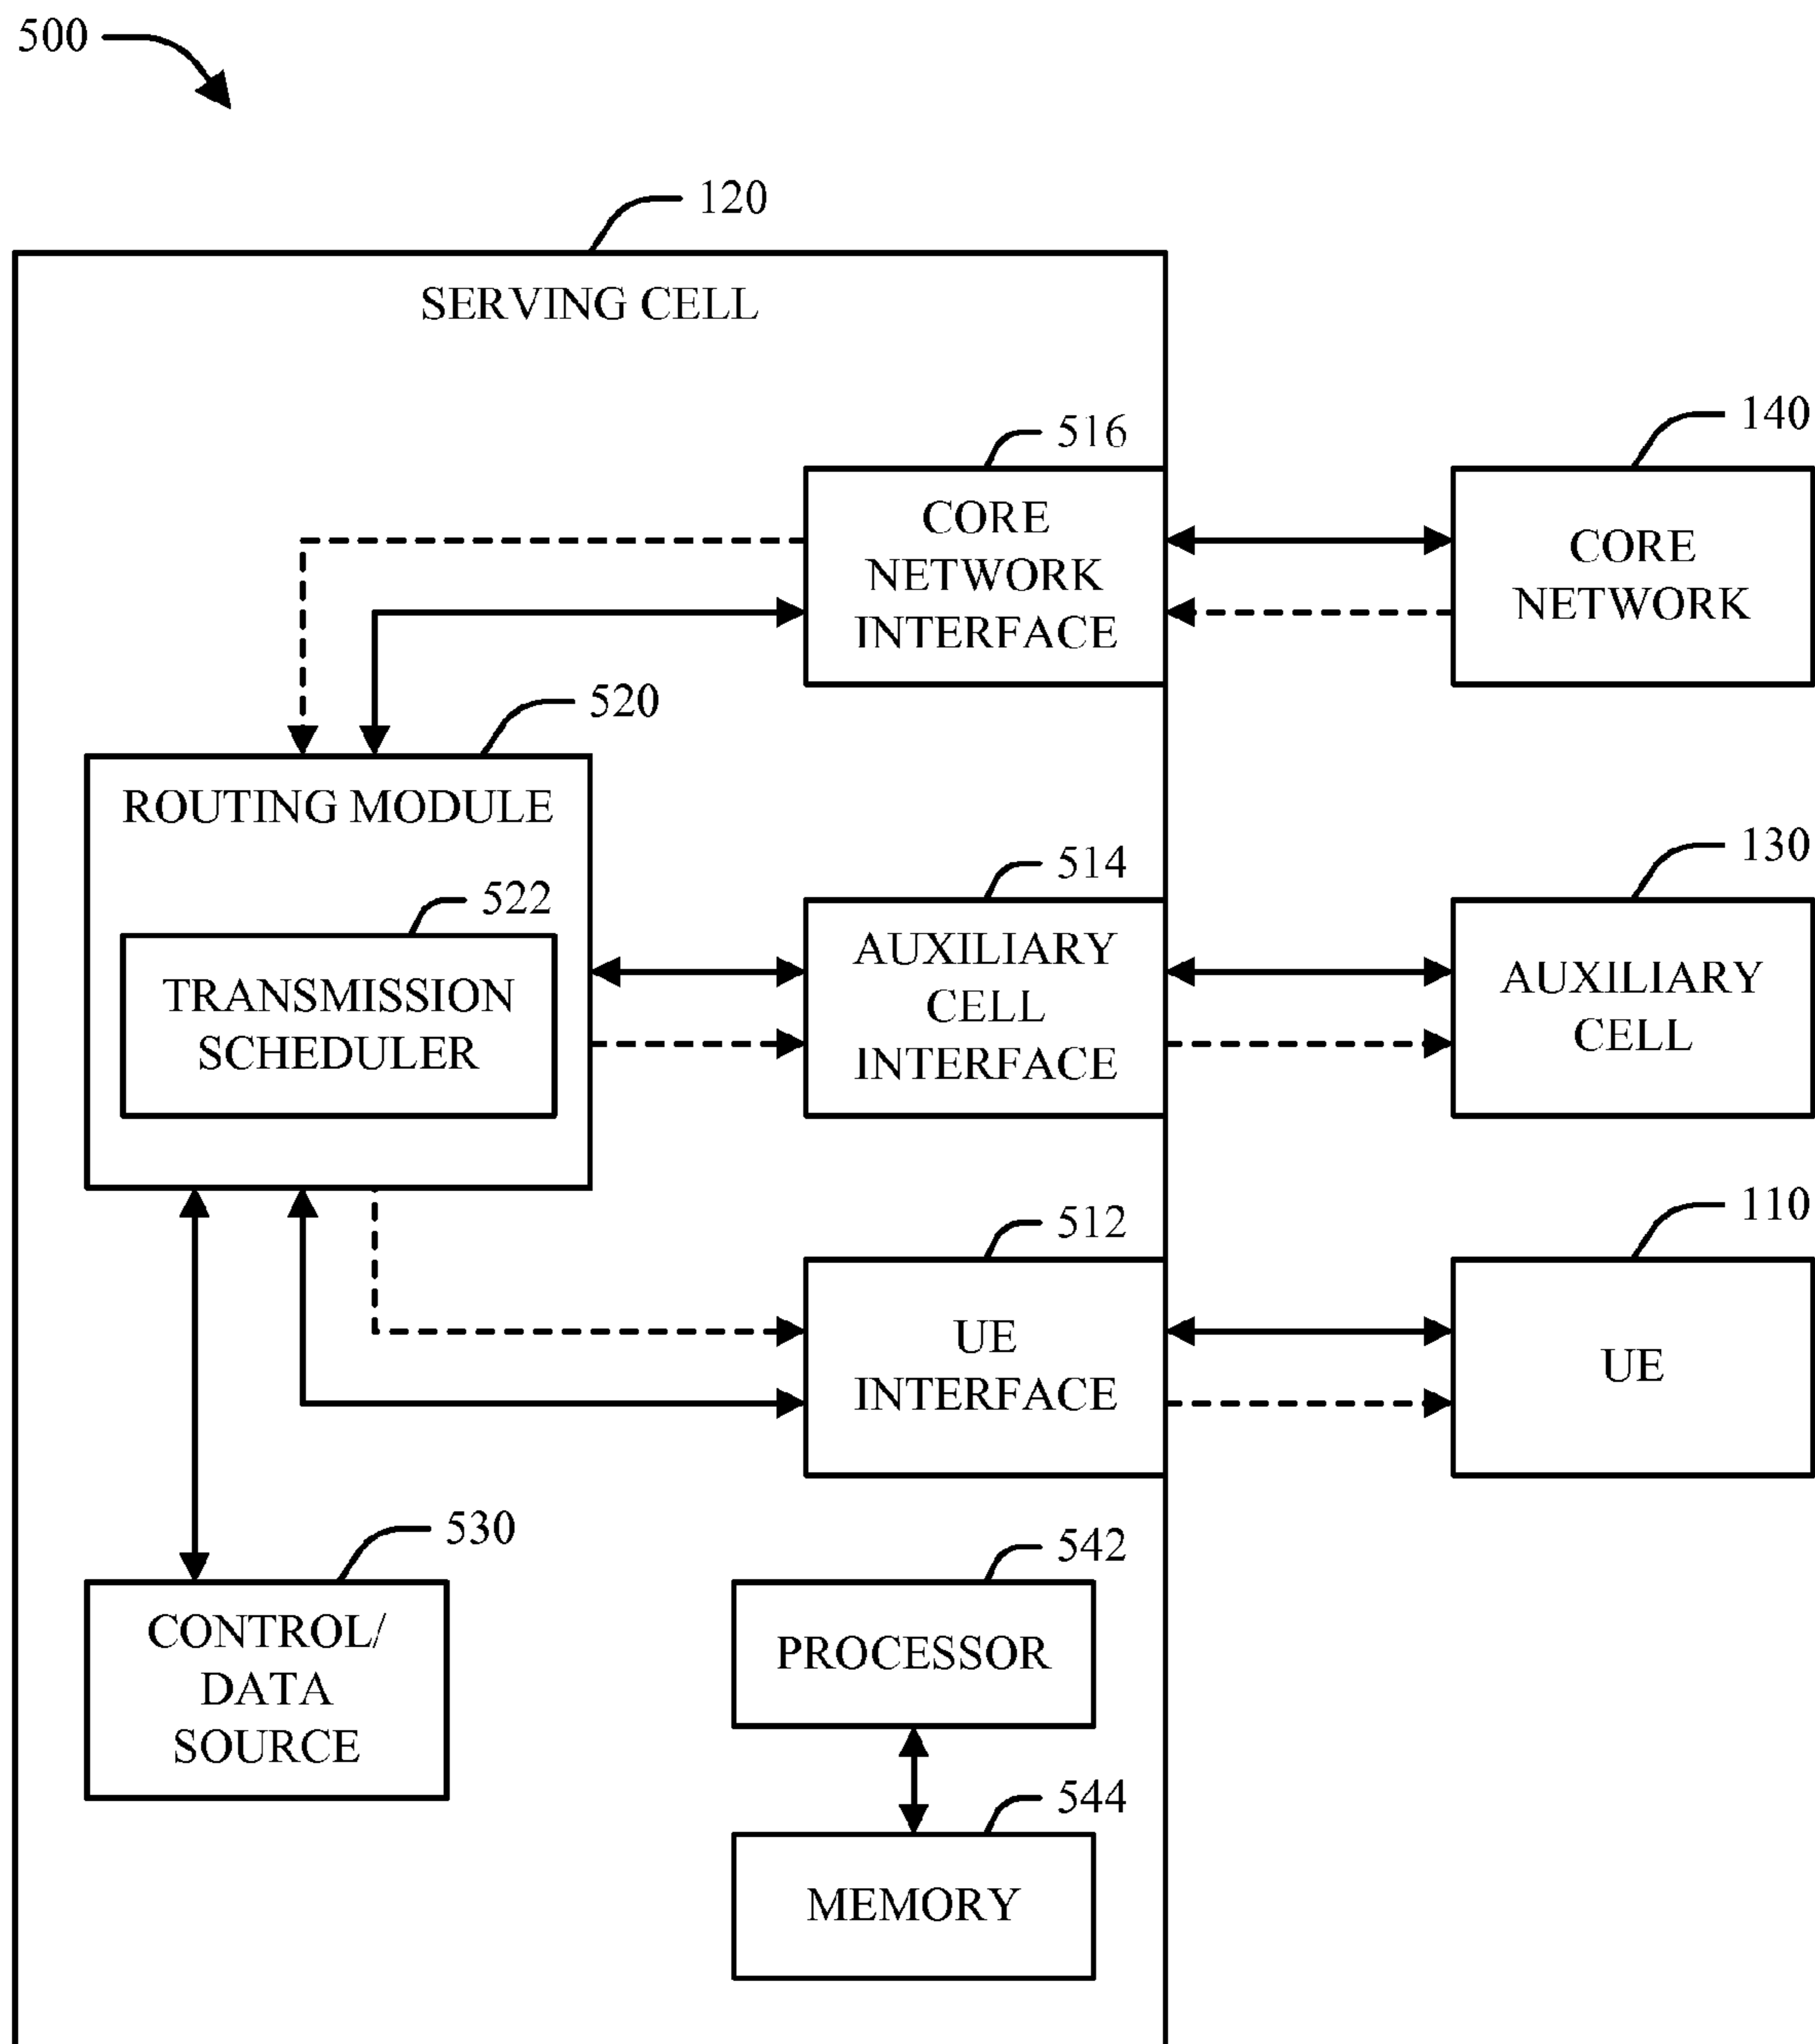 500
120
SERVING CELL
516
140
CORE
NETWORK
INTERFACE
CORE
NETWORK
520
ROUTING MODULE
514
130
522
TRANSMISSION
SCHEDULER
AUXILIARY
CELL
INTERFACE
AUXILIARY
CELL
512
110
UE
INTERFACE
UE
530
CONTROL/
DATA
SOURCE
542
PROCESSOR
544
MEMORY